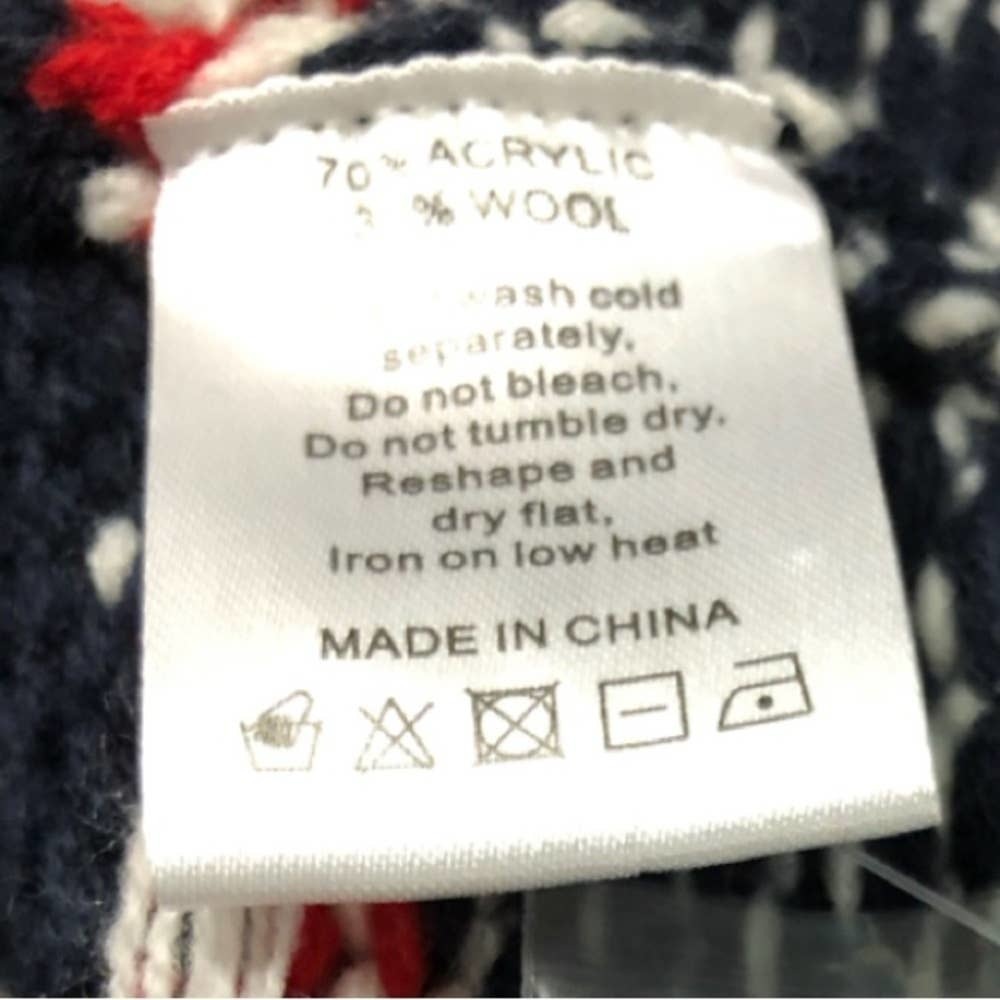 70% ACRYLIC
% WOOL
cold
separately,
Do not bleach,
Do not tumble dry,
Reshape and
dry flat,
Iron on low heat
MADE IN CHINA